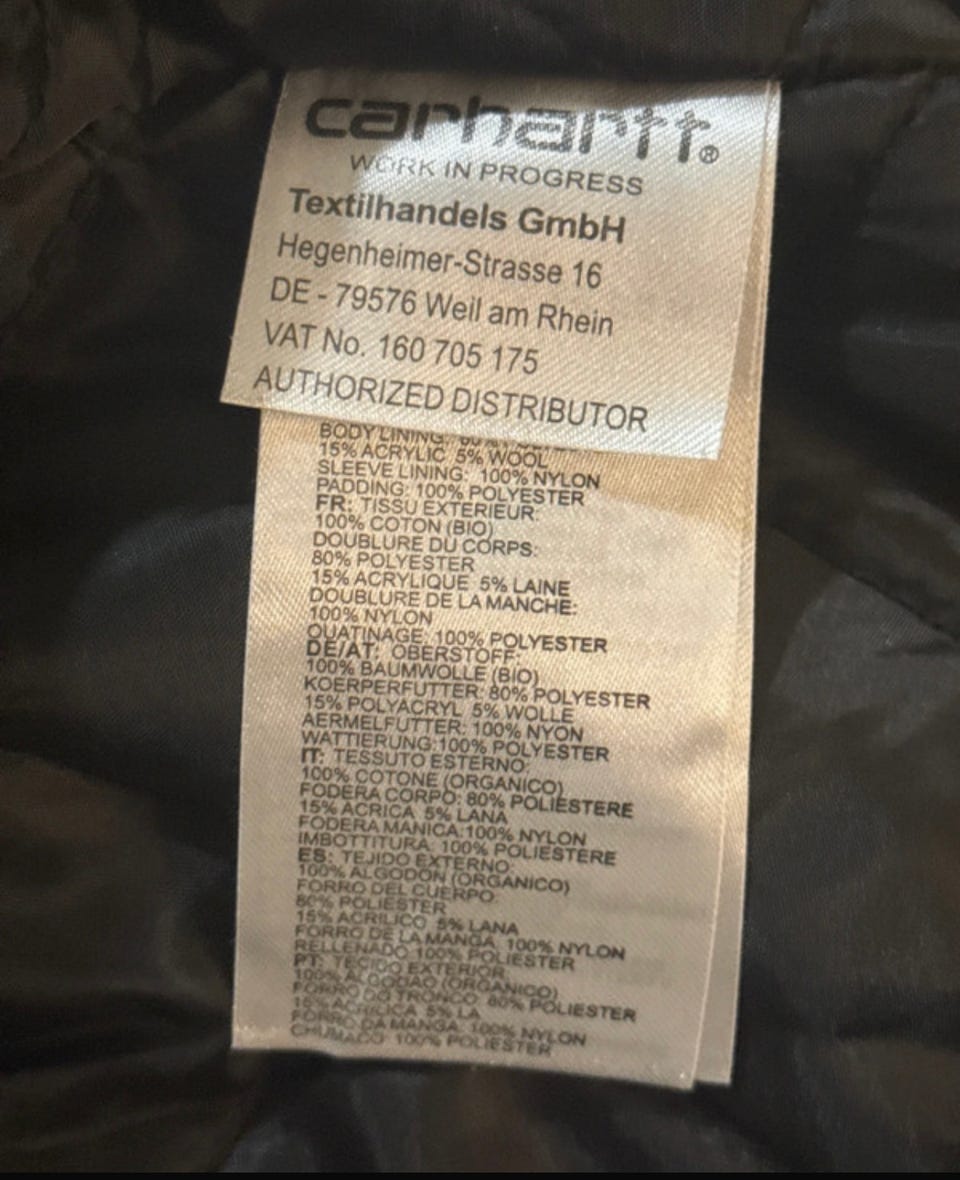 carhartt®
WORK IN PROGRESS
Textilhandels GmbH
Hegenheimer-Strasse 16
DE - 79576 Weil am Rhein
VAT No. 160 705 175
AUTHORIZED DISTRIBUTOR
BODY LINING:
15% ACRYLIC 5% WOOL
SLEEVE LINING: 100% NYLON
PADDING: 100% POLYESTER
FR: TISSU EXTERIEUR:
100% COTON (BIO)
DOUBLURE DU CORPS:
80% POLYESTER
15% ACRYLIQUE 5% LAINE
DOUBLURE DE LA MANCHE:
100% NYLON
OUATINAGE: 100% POLYESTER
DE/AT: OBERSTOFF:
100% BAUMWOLLE (BIO)
KOERPERFUTTER: 80% POLYESTER
15% POLYACRYL 5% WOLLE
AERMELFUTTER: 100% NYON
WATTIERUNG:100% POLYESTER
IT: TESSUTO ESTERNO:
100% COTONE (ORGANICO)
FODERA CORPO: 80% POLIESTERE
15% ACRICA 5% LANA
FODERA MANICA:100% NYLON
IMBOTTITURA: 100% POLIESTERE
ES: TEJIDO EXTERNO:
100% ALGODON (ORGANICO)
FORRO DEL CUERPO:
80% POLIESTER
15% ACRILICO 5% LANA
FORRO DE LA MANGA: 100% NYLON
RELLENADO 100% POLIESTER
PT: TECIDO EXTERIOR
100% ALGODAO (ORGANICO)
FORRO DO TRONCO: 80% POLIESTER
15% ACRILICA 5% LA
FORRO DA MANGA: 100% NYLON
CHUMACO: 100% POLIESTER